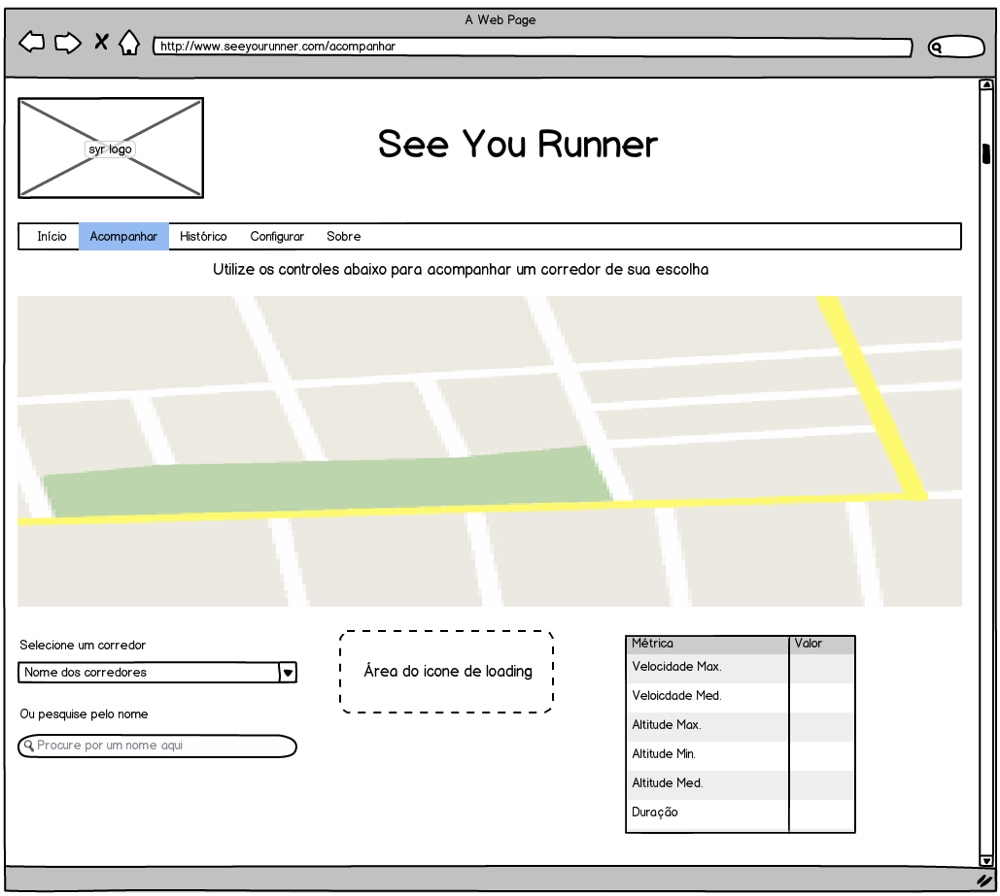 A Web Page
http://www.seeyourunner.com/acompanhar
syr logo
See You Runner
Início Acompanhar Histórico Configurar Sobre
Utilize os controles abaixo para acompanhar um corredor de sua escolha
Selecione um corredor
Nome dos corredores
Ou pesquise pelo nome
Procure por um nome aqui
Área do icone de loading
Métrica Valor
Velocidade Max.
Veloicdade Med.
Altitude Max.
Altitude Min.
Altitude Med.
Duração